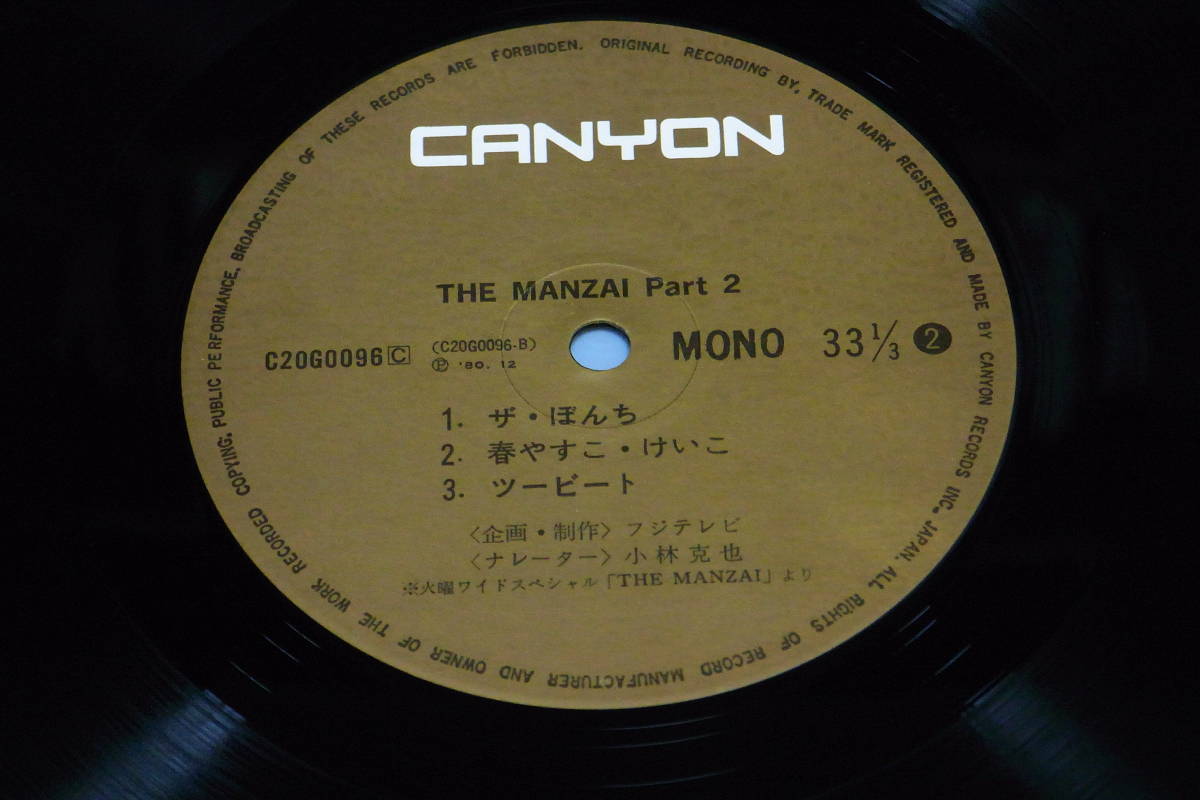 CANYON
THE MANZAI Part 2
C20G0096 C (C20G0096-B) MONO 33⅓ 2
Ⓟ '80. 12
1. ザ・ぼんち
2. 春やすこ・けいこ
3. ツービート
〈企画・制作〉フジテレビ
〈ナレーター〉小林克也
※火曜ワイドスペシャル「THE MANZAI」より
ALL RIGHTS OF RECORD MANUFACTURER AND OWNER OF THE WORK RECORDED COPYING, PUBLIC PERFORMANCE, BROADCASTING OF THESE RECORDS ARE FORBIDDEN. ORIGINAL RECORDING BY, TRADE MARK REGISTERED AND MADE BY CANYON RECORDS INC. JAPAN.